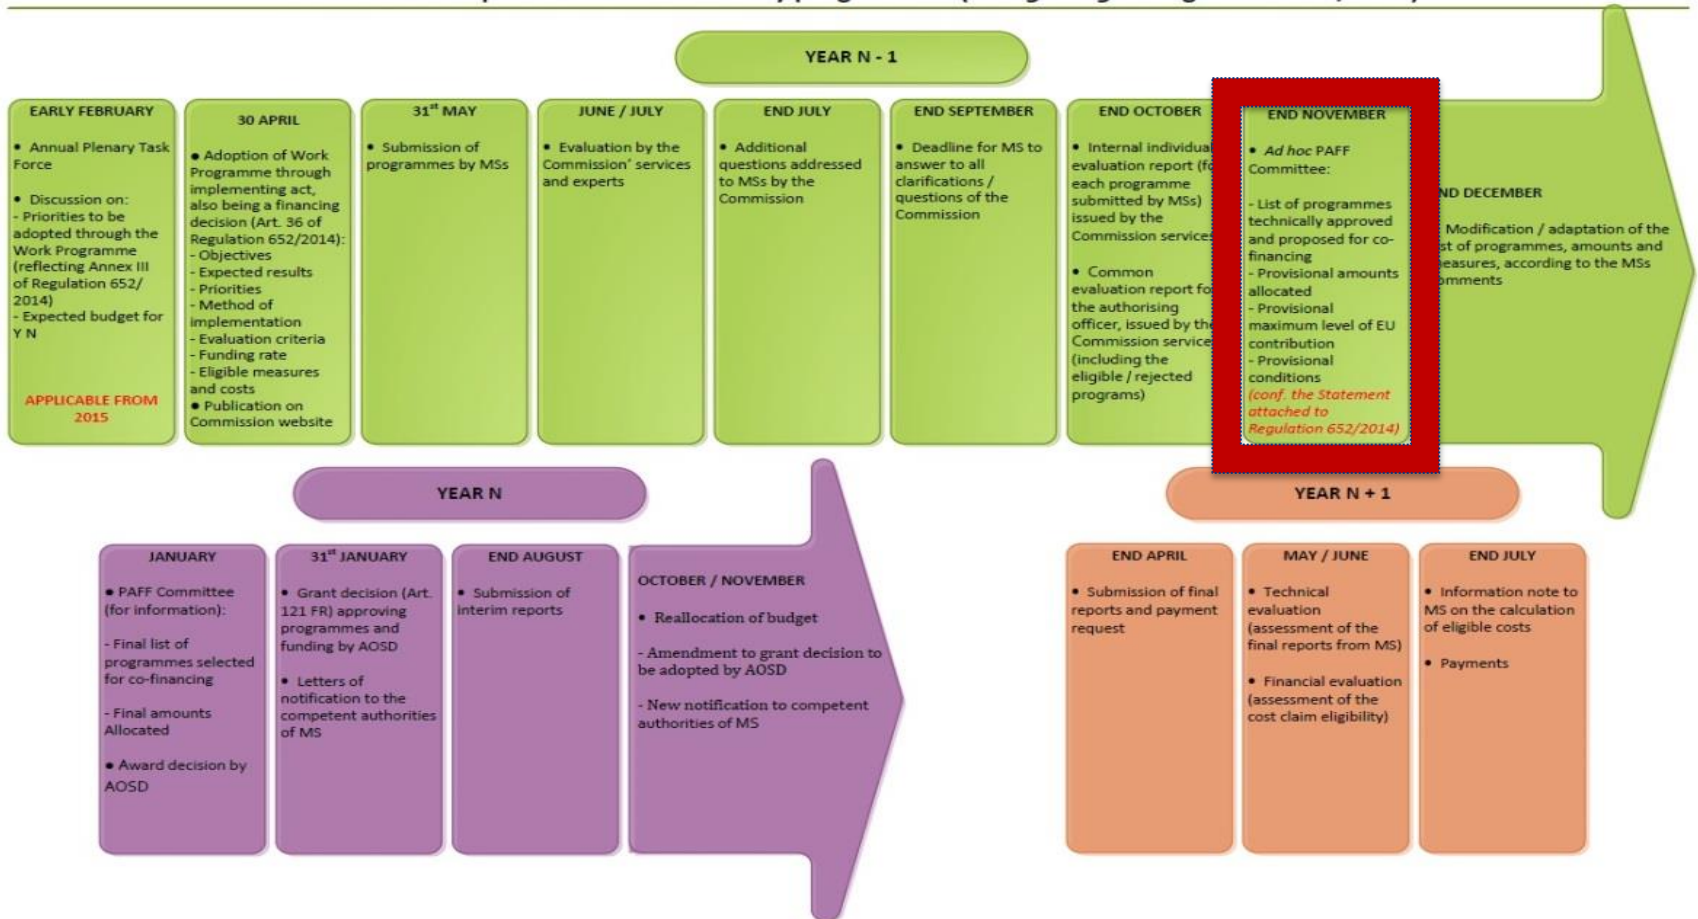 YEAR N - 1
EARLY FEBRUARY
• Annual Plenary Task
Force
• Discussion on:
- Priorities to be
adopted through the
Work Programme
(reflecting Annex III
of Regulation 652/
2014)
- Expected budget for
Y N
APPLICABLE FROM
2015
30 APRIL
• Adoption of Work
Programme through
implementing act,
also being a financing
decision (Art. 36 of
Regulation 652/2014):
- Objectives
- Expected results
- Priorities
- Method of
implementation
- Evaluation criteria
- Funding rate
- Eligible measures
and costs
• Publication on
Commission website
31st MAY
• Submission of
programmes by MSs
JUNE / JULY
• Evaluation by the
Commission' services
and experts
END JULY
• Additional
questions addressed
to MSs by the
Commission
END SEPTEMBER
• Deadline for MS to
answer to all
clarifications /
questions of the
Commission
END OCTOBER
• Internal individual
evaluation report (fo
each programme
submitted by MSs)
issued by the
Commission services
• Common
evaluation report fo
the authorising
officer, issued by the
Commission service
(including the
eligible / rejected
programs)
END NOVEMBER
• Ad hoc PAFF
Committee:
- List of programmes
technically approved
and proposed for co-
financing
- Provisional amounts
allocated
- Provisional
maximum level of EU
contribution
- Provisional
conditions
(conf. the Statement
attached to
Regulation 652/2014)
ND DECEMBER
Modification / adaptation of the
st of programmes, amounts and
easures, according to the MSs
omments
YEAR N
JANUARY
• PAFF Committee
(for information):
- Final list of
programmes selected
for co-financing
- Final amounts
Allocated
• Award decision by
AOSD
31st JANUARY
• Grant decision (Art.
121 FR) approving
programmes and
funding by AOSD
• Letters of
notification to the
competent authorities
of MS
END AUGUST
• Submission of
interim reports
OCTOBER / NOVEMBER
• Reallocation of budget
- Amendment to grant decision to
be adopted by AOSD
- New notification to competent
authorities of MS
YEAR N + 1
END APRIL
• Submission of final
reports and payment
request
MAY / JUNE
• Technical
evaluation
(assessment of the
final reports from MS)
• Financial evaluation
(assessment of the
cost claim eligibility)
END JULY
• Information note to
MS on the calculation
of eligible costs
• Payments